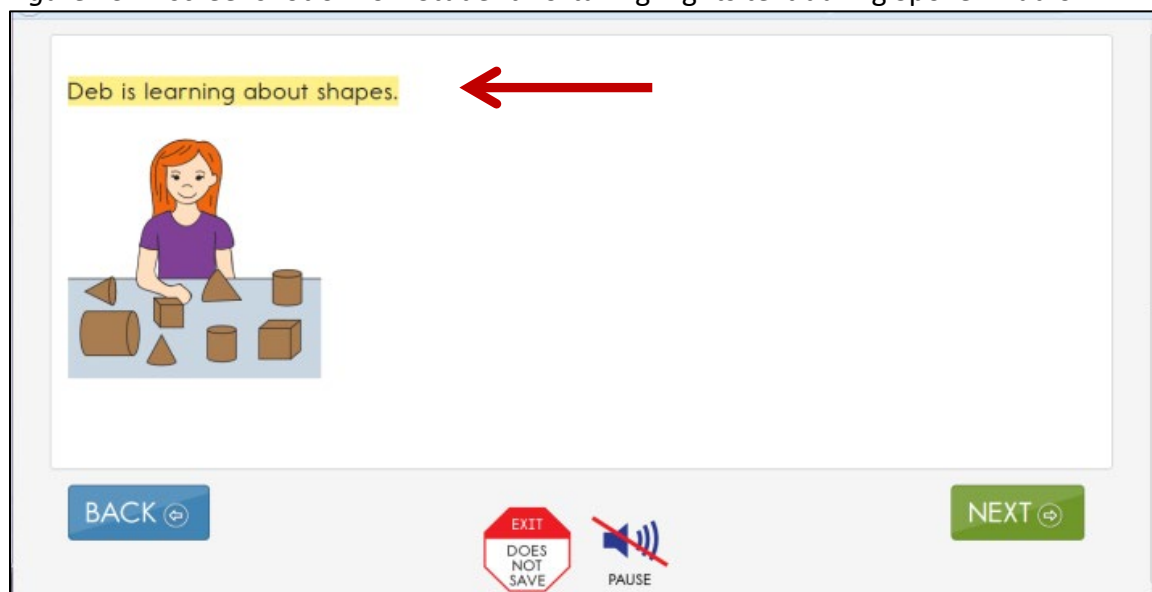 Deb is learning about shapes.
BACK
NEXT
EXIT
DOES
NOT
SAVE
PAUSE